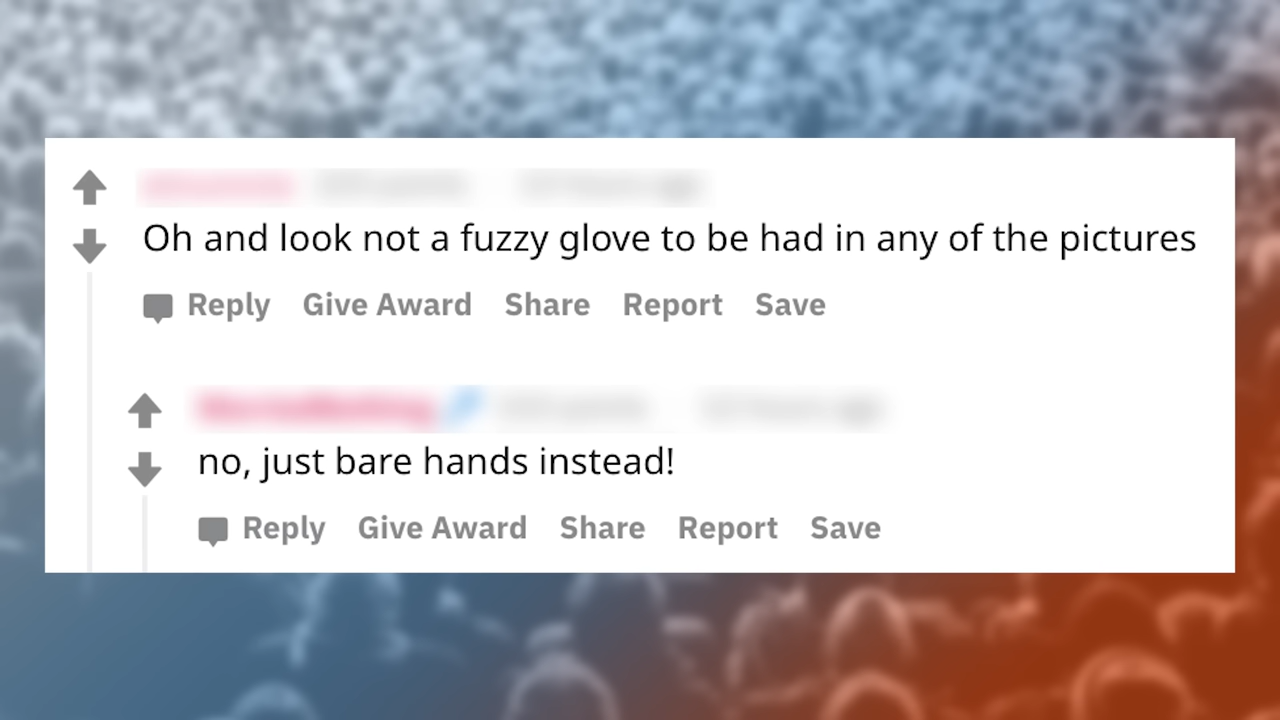 Oh and look not a fuzzy glove to be had in any of the pictures
Reply Give Award Share Report Save
no, just bare hands instead!
Reply Give Award Share Report Save